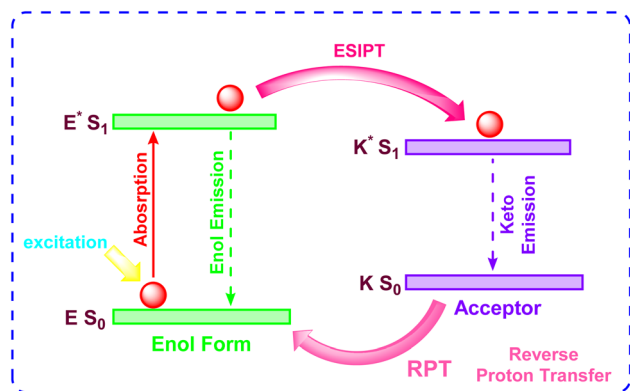 ESIPT
E* S1
K* S1
Abosrption
Enol Emission
Keto
Emission
excitation
E S0
K S0
Enol Form
Acceptor
RPT
Reverse
Proton Transfer